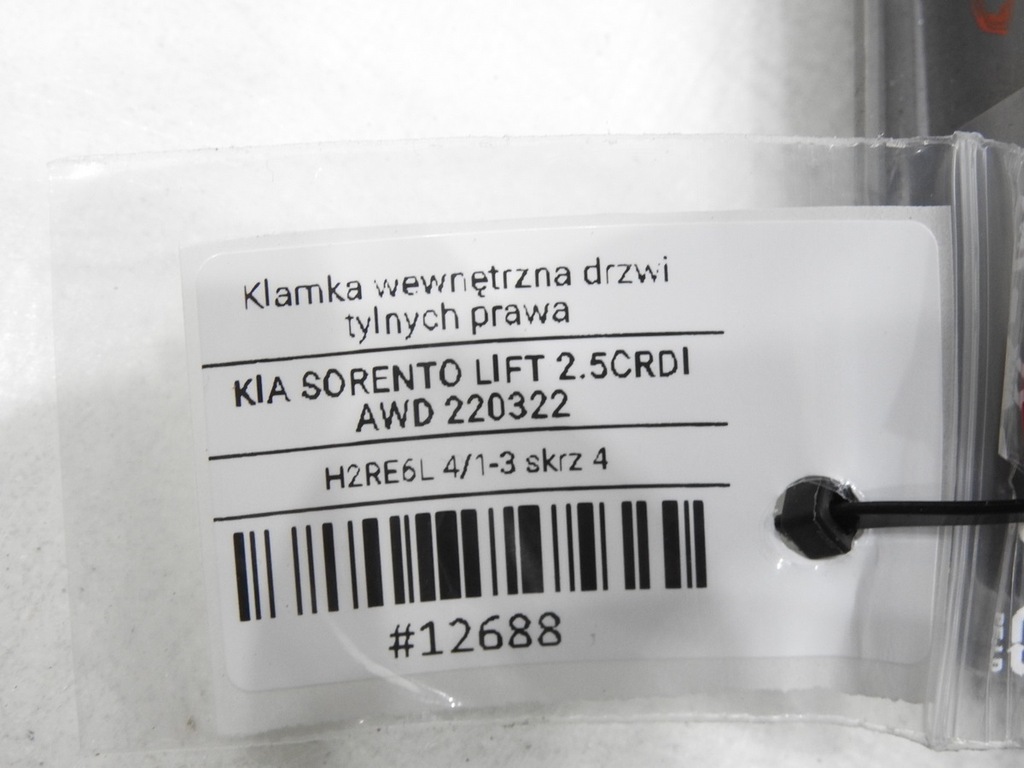 Klamka wewnętrzna drzwi
tylnych prawa
KIA SORENTO LIFT 2.5CRDI
AWD 220322
H2RE6L 4/1-3 skrz 4
#12688